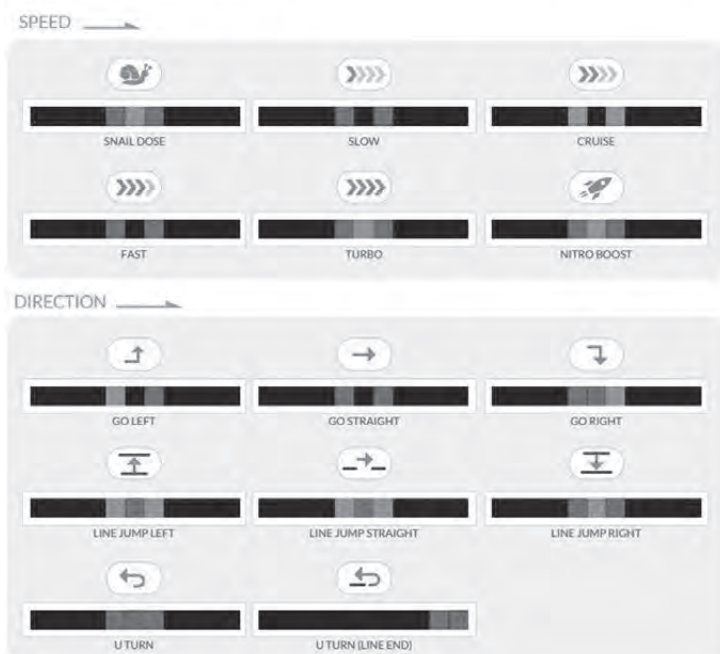 SPEED
SNAIL DOSE SLOW CRUISE
FAST TURBO NITRO BOOST
DIRECTION
GO LEFT GO STRAIGHT GO RIGHT
LINE JUMP LEFT LINE JUMP STRAIGHT LINE JUMP RIGHT
U TURN U TURN (LINE END)